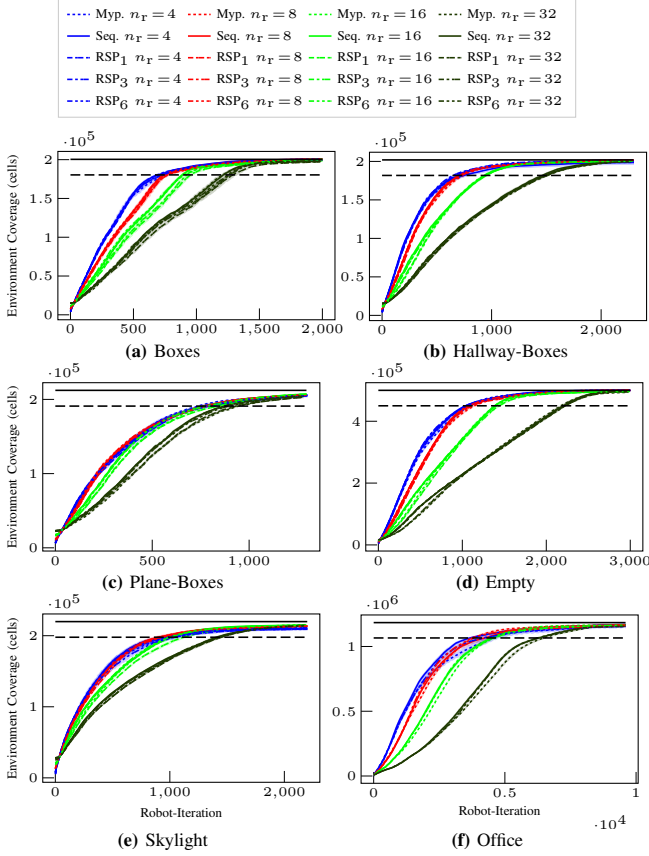 Myp. n_r = 4 Myp. n_r = 8 Myp. n_r = 16 Myp. n_r = 32
Seq. n_r = 4 Seq. n_r = 8 Seq. n_r = 16 Seq. n_r = 32
RSP_1 n_r = 4 RSP_1 n_r = 8 RSP_1 n_r = 16 RSP_1 n_r = 32
RSP_3 n_r = 4 RSP_3 n_r = 8 RSP_3 n_r = 16 RSP_3 n_r = 32
RSP_6 n_r = 4 RSP_6 n_r = 8 RSP_6 n_r = 16 RSP_6 n_r = 32
·10^5
Environment Coverage (cells)
2
1.5
1
0.5
0
0 500 1,000 1,500 2,000
(a) Boxes
·10^5
2
1.5
1
0.5
0
0 1,000 2,000
(b) Hallway-Boxes
·10^5
Environment Coverage (cells)
2
1
0
0 500 1,000
(c) Plane-Boxes
·10^5
4
2
0
0 1,000 2,000 3,000
(d) Empty
·10^5
Environment Coverage (cells)
2
1
0
0 1,000 2,000
Robot-Iteration
(e) Skylight
·10^6
1
0.5
0
0 0.5 1
Robot-Iteration
·10^4
(f) Office